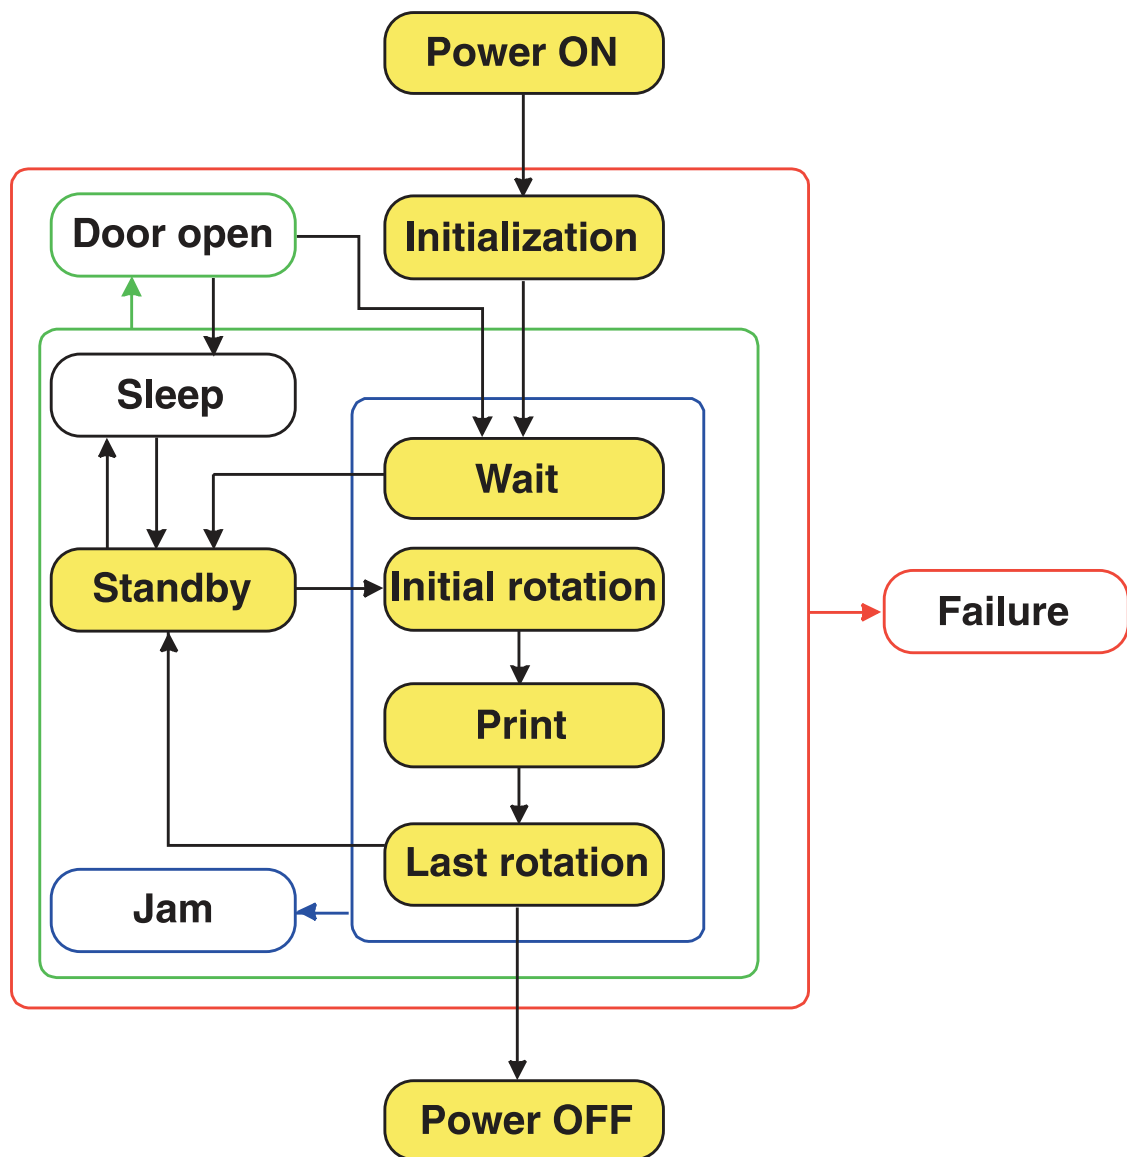 Power ON
Door open
Initialization
Sleep
Wait
Standby
Initial rotation
Failure
Print
Last rotation
Jam
Power OFF